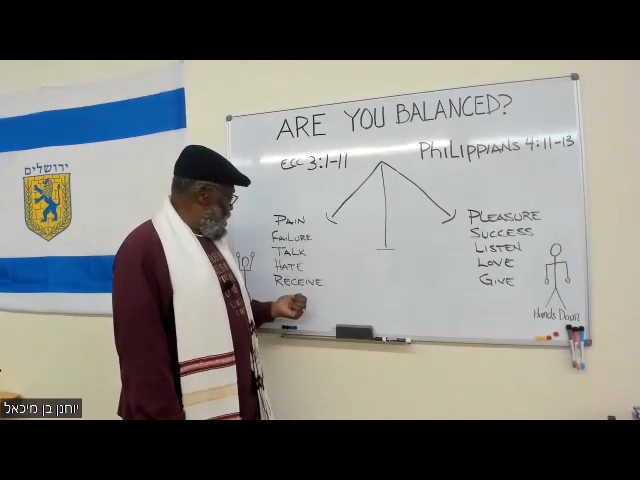 ARE YOU BALANCED?
ECC 3:1-11
PHILIPPIANS 4:11-13
ירושלים
PAIN
FAILURE
TALK
HATE
RECEIVE
PLEASURE
SUCCESS
LISTEN
LOVE
GIVE
Hands Down
יוחנן בן מיכאל